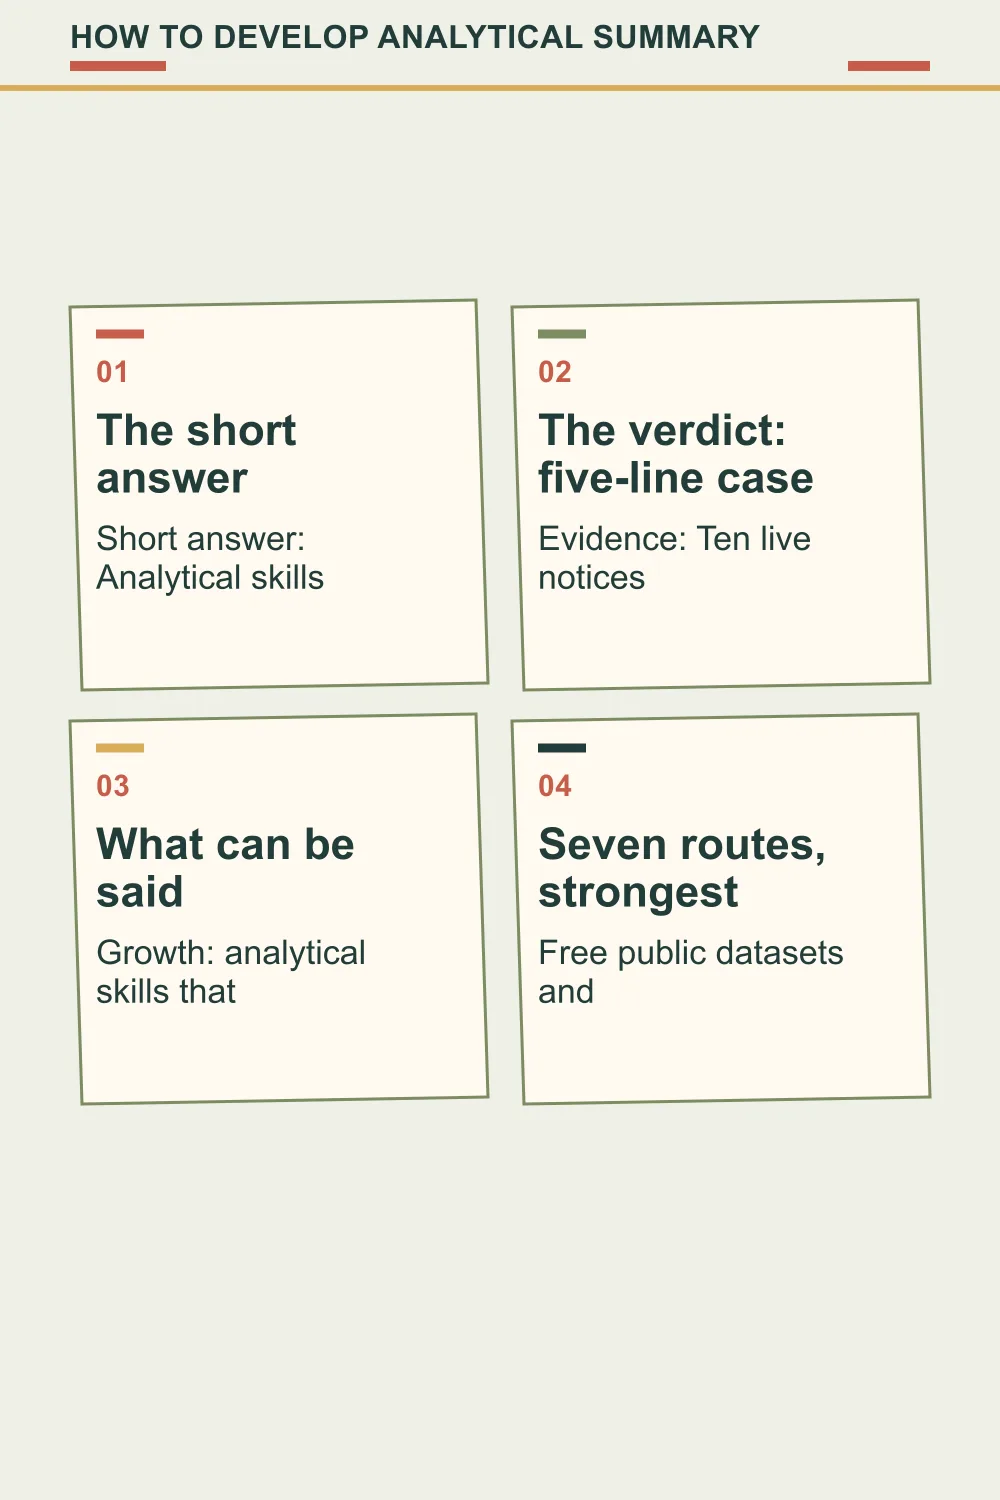 HOW TO DEVELOP ANALYTICAL SUMMARY
01
The short
answer
Short answer:
Analytical skills
02
The verdict:
five-line case
Evidence: Ten live
notices
03
What can be
said
Growth: analytical
skills that
04
Seven routes,
strongest
Free public datasets
and